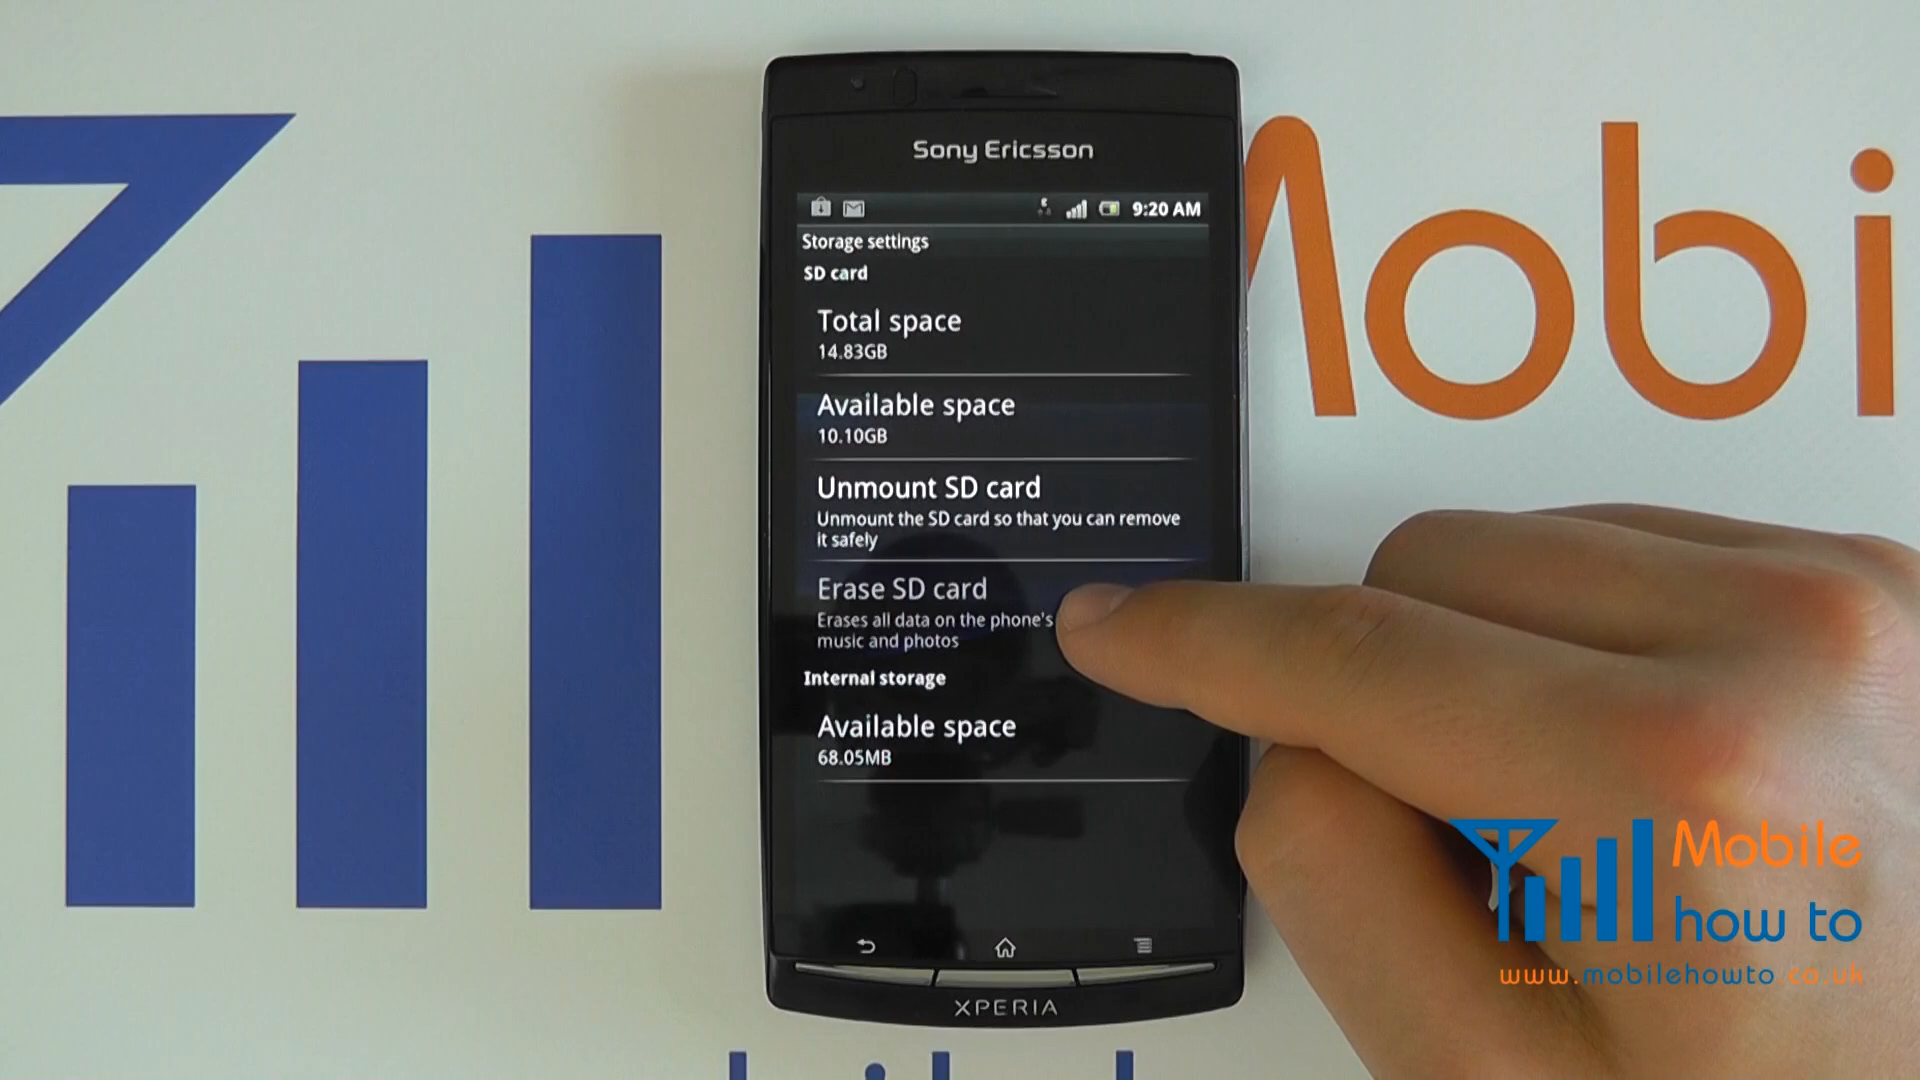 Sony Ericsson
9:20 AM
Storage settings
SD card
Total space
14.83GB
Available space
10.10GB
Unmount SD card
Unmount the SD card so that you can remove
it safely
Erase SD card
Erases all data on the phone's
music and photos
Internal storage
Available space
68.05MB
XPERIA
Mobi
Mobile
how to
www.mobilehowto.co.uk